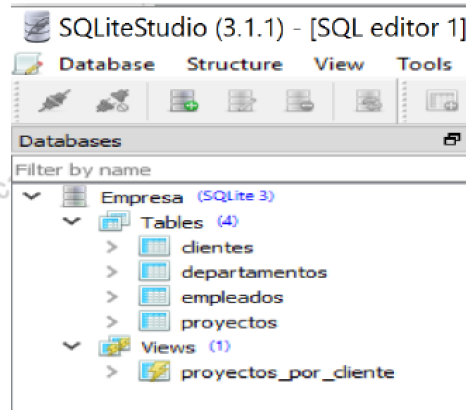 SQLiteStudio (3.1.1) - [SQL editor 1]
Database Structure View Tools
Databases
Filter by name
Empresa (SQLite 3)
Tables (4)
clientes
departamentos
empleados
proyectos
Views (1)
proyectos_por_cliente